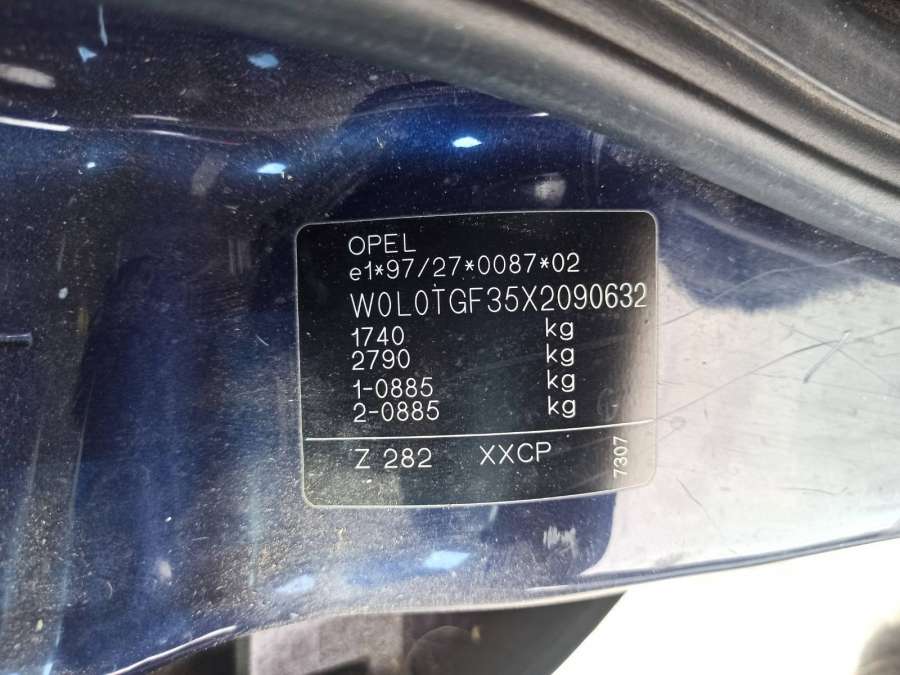 OPEL
e1*97/27*0087*02
W0L0TGF35X2090632
1740 kg
2790 kg
1-0885 kg
2-0885 kg
Z 282 XXCP
7307